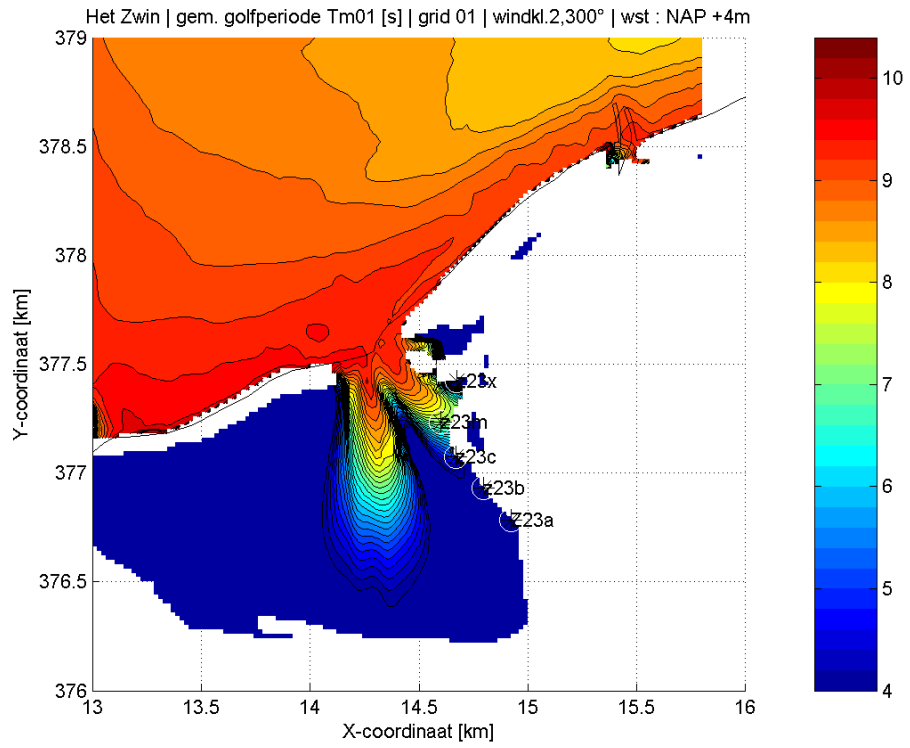 Het Zwin | gem. golfperiode Tm01 [s] | grid 01 | windkl.2,300° | wst : NAP +4m
379
378.5
378
377.5
377
376.5
376
Y-coordinaat [km]
13
13.5
14
14.5
15
15.5
16
X-coordinaat [km]
z23x
z23m
z23c
z23b
z23a
10
9
8
7
6
5
4